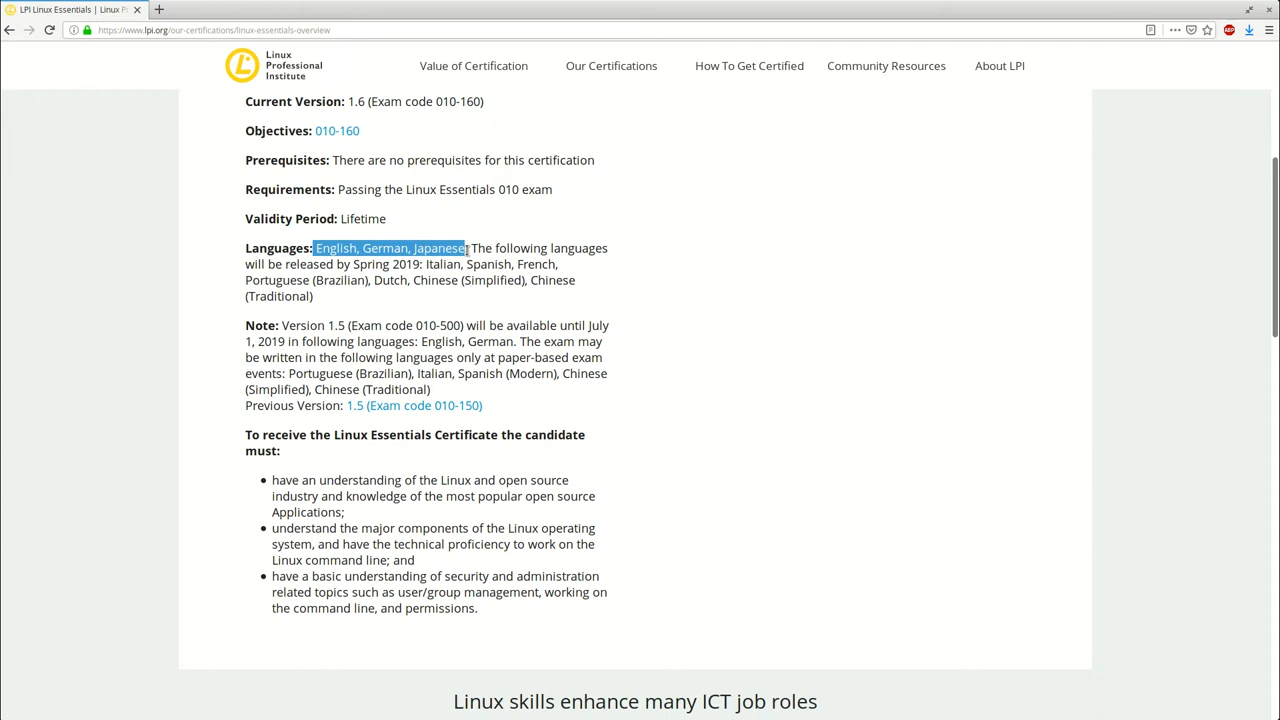 LPI Linux Essentials | Linux P
https://www.lpi.org/our-certifications/linux-essentials-overview
ABP
Linux
Professional
Institute
Value of Certification
Our Certifications
How To Get Certified
Community Resources
About LPI
Current Version: 1.6 (Exam code 010-160)
Objectives: 010-160
Prerequisites: There are no prerequisites for this certification
Requirements: Passing the Linux Essentials 010 exam
Validity Period: Lifetime
Languages: English, German, Japanese The following languages
will be released by Spring 2019: Italian, Spanish, French,
Portuguese (Brazilian), Dutch, Chinese (Simplified), Chinese
(Traditional)
Note: Version 1.5 (Exam code 010-500) will be available until July
1, 2019 in following languages: English, German. The exam may
be written in the following languages only at paper-based exam
events: Portuguese (Brazilian), Italian, Spanish (Modern), Chinese
(Simplified), Chinese (Traditional)
Previous Version: 1.5 (Exam code 010-150)
To receive the Linux Essentials Certificate the candidate
must:
have an understanding of the Linux and open source
industry and knowledge of the most popular open source
Applications;
understand the major components of the Linux operating
system, and have the technical proficiency to work on the
Linux command line; and
have a basic understanding of security and administration
related topics such as user/group management, working on
the command line, and permissions.
Linux skills enhance many ICT job roles